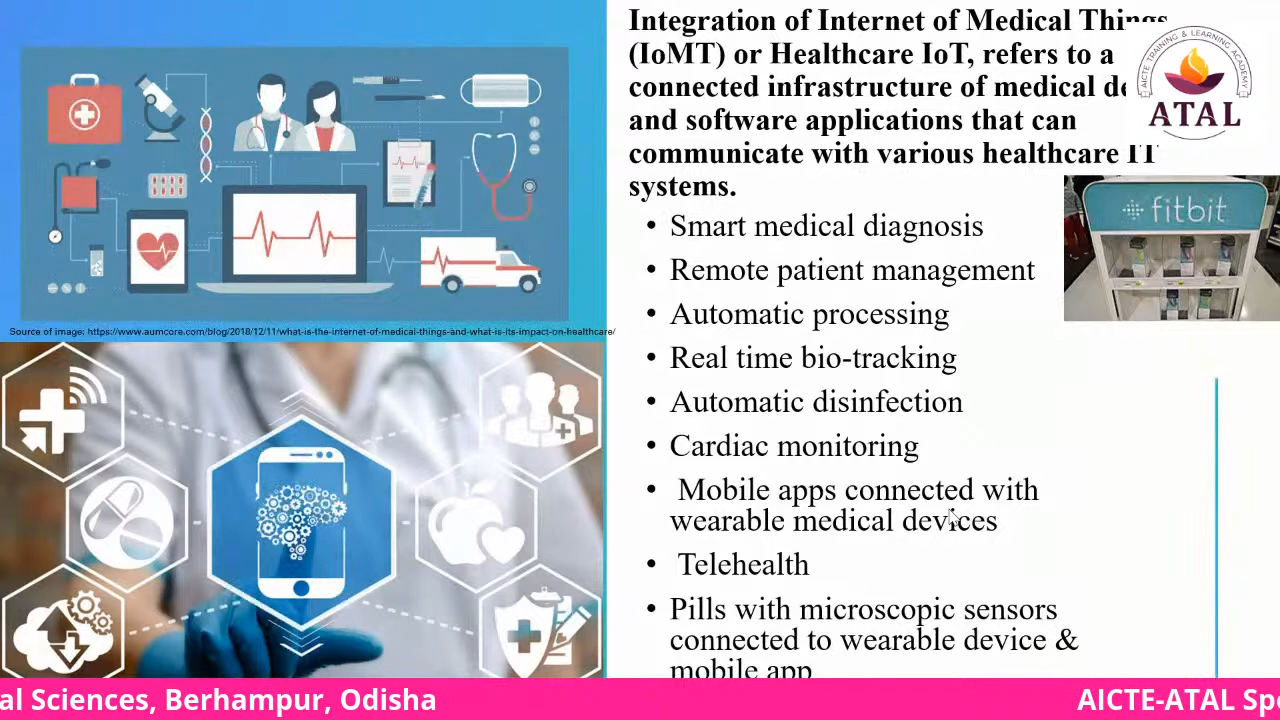 Integration of Internet of Medical Things
(IoMT) or Healthcare IoT, refers to a
connected infrastructure of medical de
and software applications that can
communicate with various healthcare IT
systems.
AICTE TRAINING & LEARNING ACADEMY
ATAL
fitbit
• Smart medical diagnosis
• Remote patient management
• Automatic processing
• Real time bio-tracking
• Automatic disinfection
• Cardiac monitoring
• Mobile apps connected with
wearable medical devices
• Telehealth
• Pills with microscopic sensors
connected to wearable device &
mobile app
Source of image: https://www.aumcore.com/blog/2018/12/11/what-is-the-internet-of-medical-things-and-what-is-its-impact-on-healthcare/
al Sciences, Berhampur, Odisha
AICTE-ATAL Spo